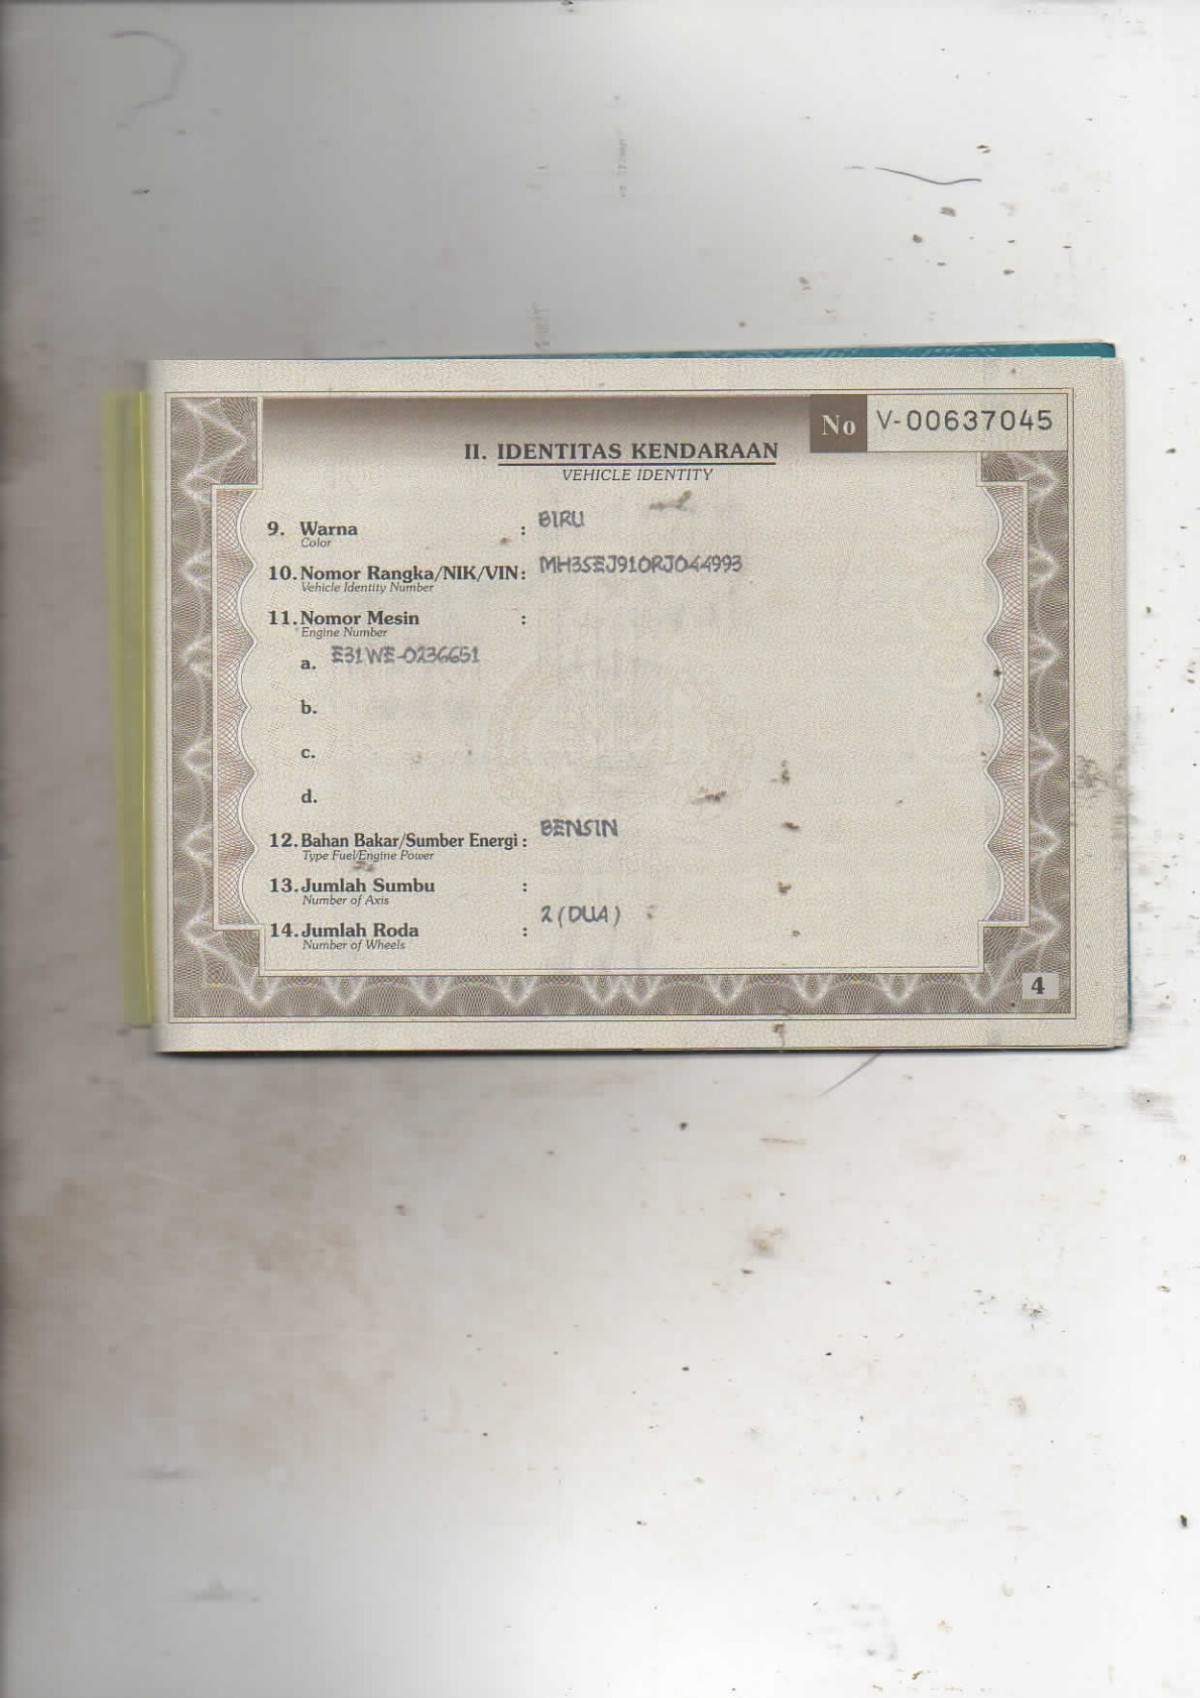 No V-00637045
II. IDENTITAS KENDARAAN
VEHICLE IDENTITY
9. Warna : BIRU
Color
10. Nomor Rangka/NIK/VIN: MH3SEJ910RJ044993
Vehicle Identity Number
11. Nomor Mesin :
Engine Number
a. E31WE-0236651
b.
c.
d.
12. Bahan Bakar/Sumber Energi : BENSIN
Type Fuel/Engine Power
13. Jumlah Sumbu :
Number of Axis
14. Jumlah Roda : 2 (DUA)
Number of Wheels
4